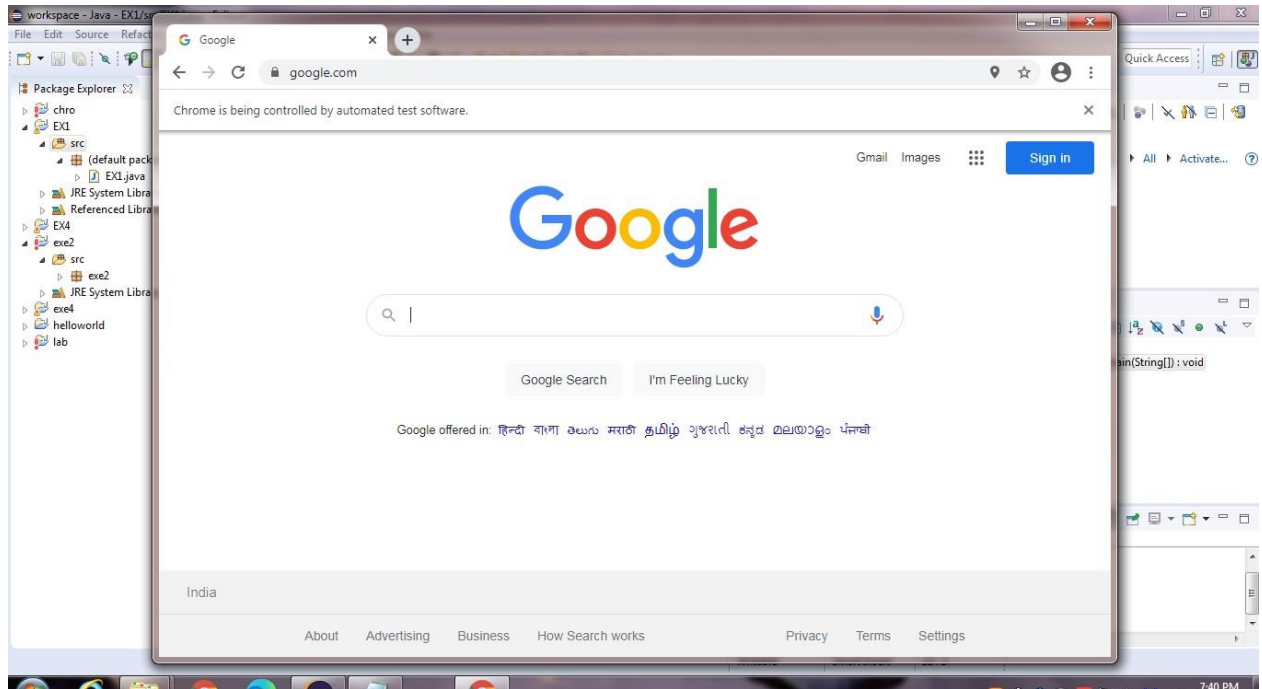 workspace - Java - EX1/sr
File Edit Source Refact
Quick Access
Package Explorer
chro
EX1
src
(default pack
EX1.java
JRE System Libra
Referenced Libra
EX4
exe2
src
exe2
JRE System Libra
exe4
helloworld
lab
Google
google.com
Chrome is being controlled by automated test software.
Gmail Images Sign in
Google
Google Search I'm Feeling Lucky
Google offered in: हिन्दी বাংলা తెలుగు मराठी தமிழ் ગુજરાતી ಕನ್ನಡ മലയാളം ਪੰਜਾਬੀ
India
About Advertising Business How Search works Privacy Terms Settings
All Activate...
ain(String[]) : void
7:40 PM